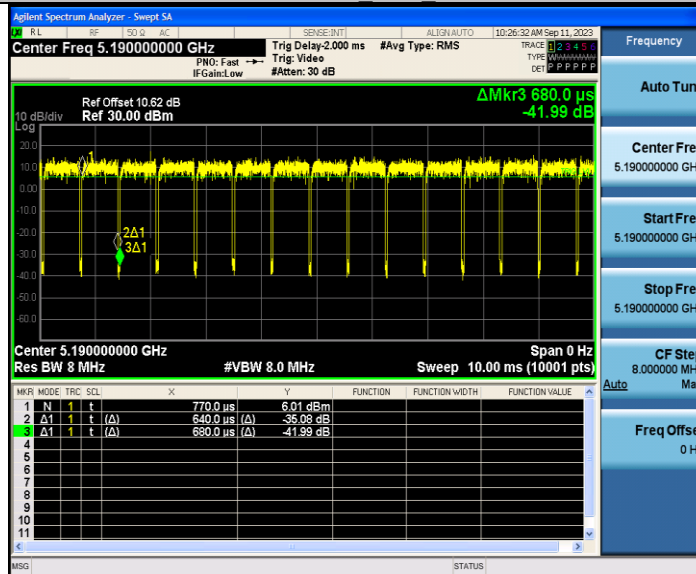 Agilent Spectrum Analyzer - Swept SA
RL RF 50 Ω AC SENSE:INT ALIGN AUTO 10:26:32 AM Sep 11, 2023
Center Freq 5.190000000 GHz
Trig Delay-2.000 ms #Avg Type: RMS
TRACE 1 2 3 4 5 6
PNO: Fast Trig: Video
TYPE
IFGain:Low #Atten: 30 dB
DET P P P P P P
Frequency
Ref Offset 10.62 dB
ΔMkr3 680.0 µs
10 dB/div Ref 30.00 dBm
-41.99 dB
Log
20.0
10.0
0.00
-10.0
-20.0
-30.0
-40.0
-50.0
-60.0
1
2Δ1
3Δ1
Center 5.190000000 GHz Span 0 Hz
Res BW 8 MHz #VBW 8.0 MHz Sweep 10.00 ms (10001 pts)
MKR MODE TRC SCL X Y FUNCTION FUNCTION WIDTH FUNCTION VALUE
1 N 1 t 770.0 µs 6.01 dBm
2 Δ1 1 t (Δ) 640.0 µs (Δ) -35.08 dB
3 Δ1 1 t (Δ) 680.0 µs (Δ) -41.99 dB
4
5
6
7
8
9
10
11
MSG STATUS
Auto Tun
Center Fre
5.190000000 GH
Start Fre
5.190000000 GH
Stop Fre
5.190000000 GH
CF Ste
8.000000 MH
Auto Ma
Freq Offse
0 H